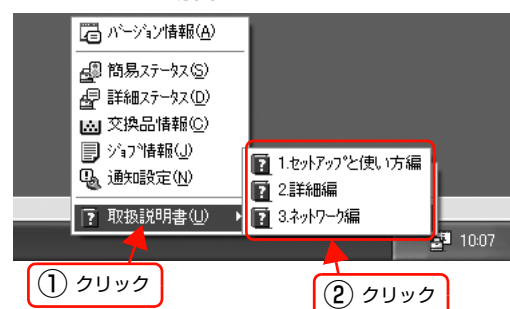 バージョン情報(A)
簡易ステータス(S)
詳細ステータス(D)
交換品情報(C)
ジョブ情報(J)
通知設定(N)
取扱説明書(U)
1.セットアップと使い方編
2.詳細編
3.ネットワーク編
10:07
① クリック
② クリック